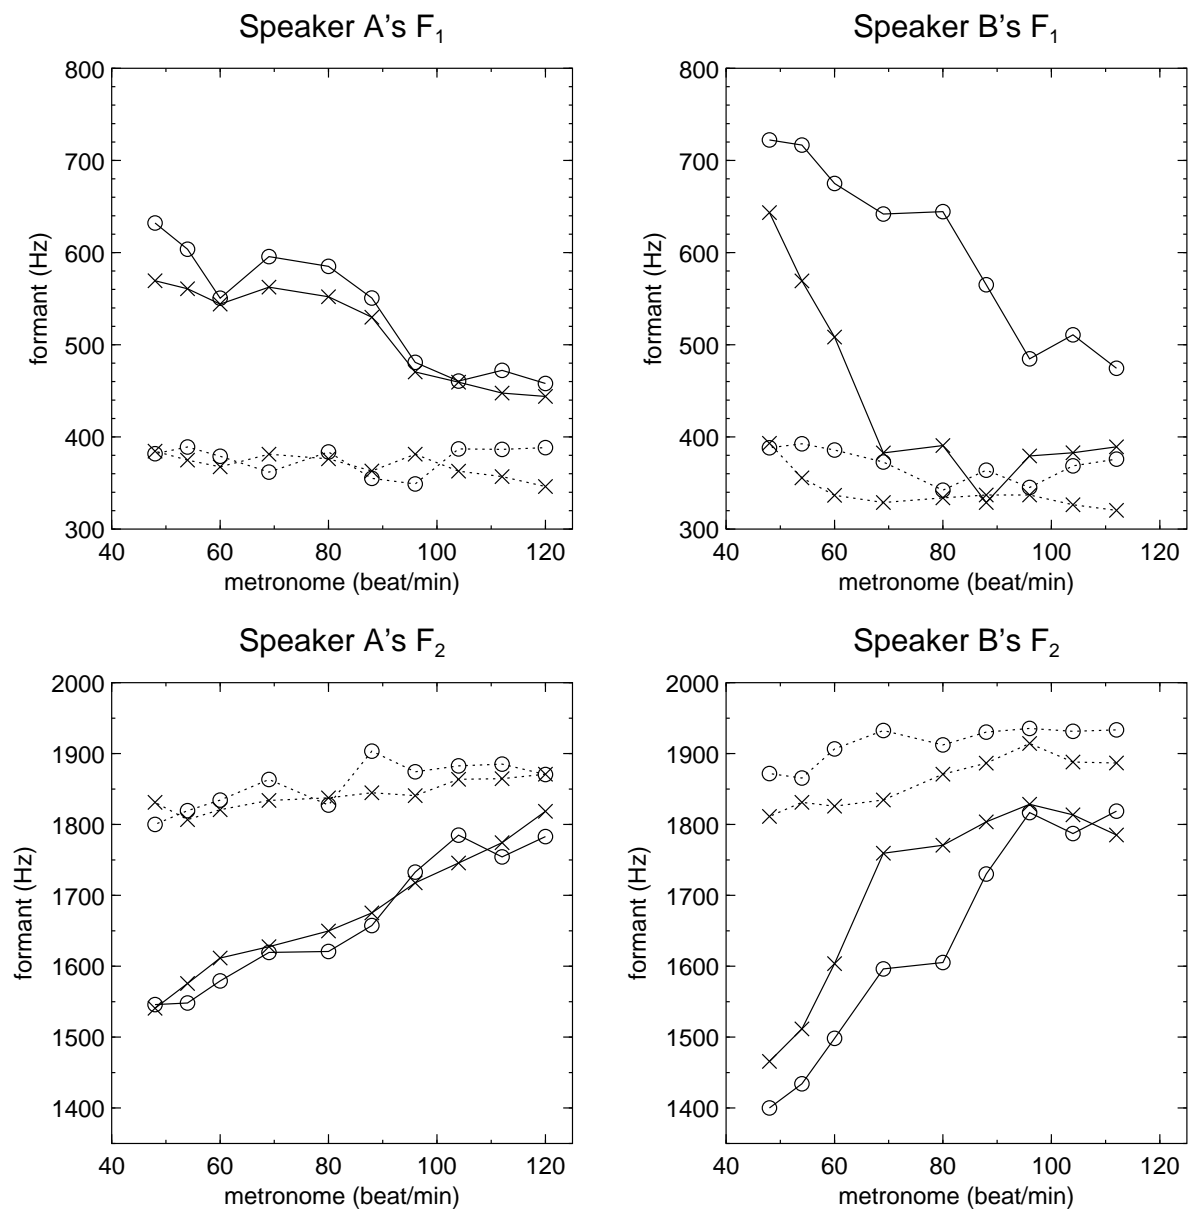 Speaker A's F1
800
700
600
500
400
300
formant (Hz)
40 60 80 100 120
metronome (beat/min)
Speaker B's F1
800
700
600
500
400
300
formant (Hz)
40 60 80 100 120
metronome (beat/min)
Speaker A's F2
2000
1900
1800
1700
1600
1500
1400
formant (Hz)
40 60 80 100 120
metronome (beat/min)
Speaker B's F2
2000
1900
1800
1700
1600
1500
1400
formant (Hz)
40 60 80 100 120
metronome (beat/min)